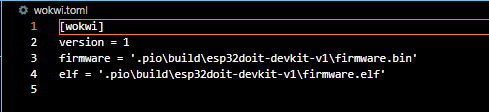 wokwi.toml
1 [wokwi]
2 version = 1
3 firmware = '.pio\build\esp32doit-devkit-v1\firmware.bin'
4 elf = '.pio\build\esp32doit-devkit-v1\firmware.elf'
5